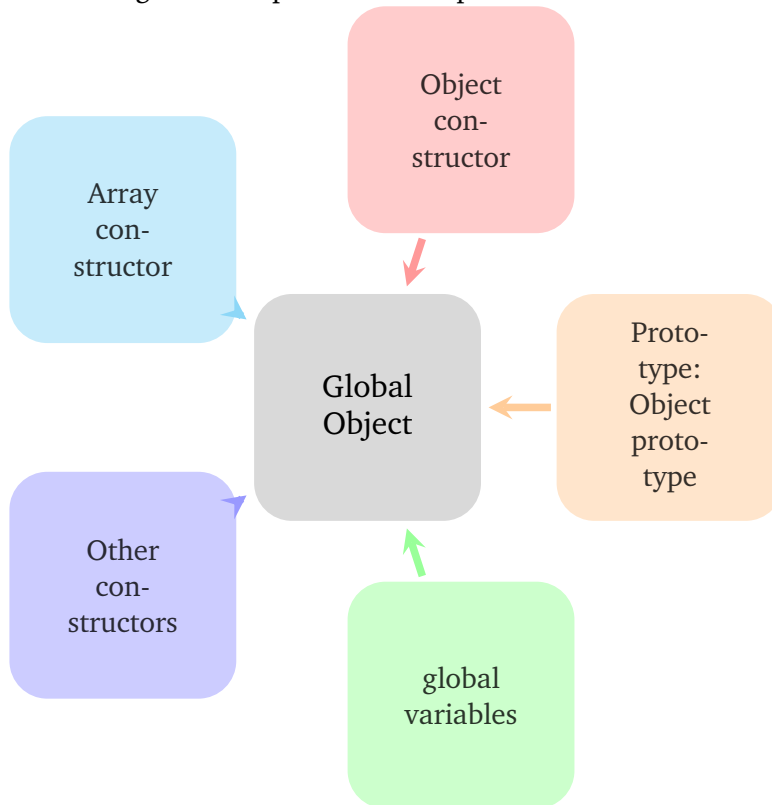 Object
con-
structor
Array
con-
structor
Global
Object
Proto-
type:
Object
proto-
type
Other
con-
structors
global
variables